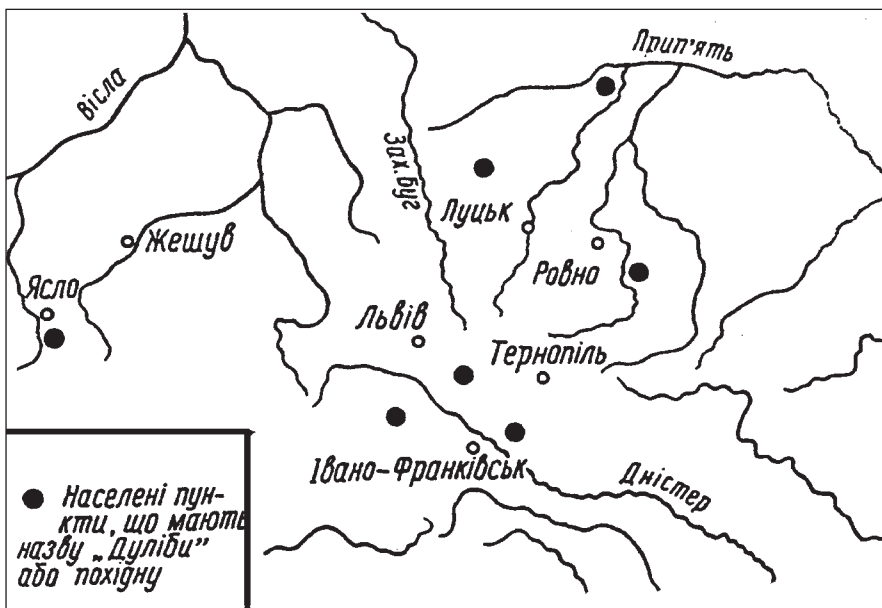 Вісла
Прип'ять
Зах. Буг
Луцьк
Жешув
Ровно
Ясло
Львів
Тернопіль
Івано-Франківськ
Дністер
Населені пун-
кти, що мають
назву „Дуліби”
або похідну